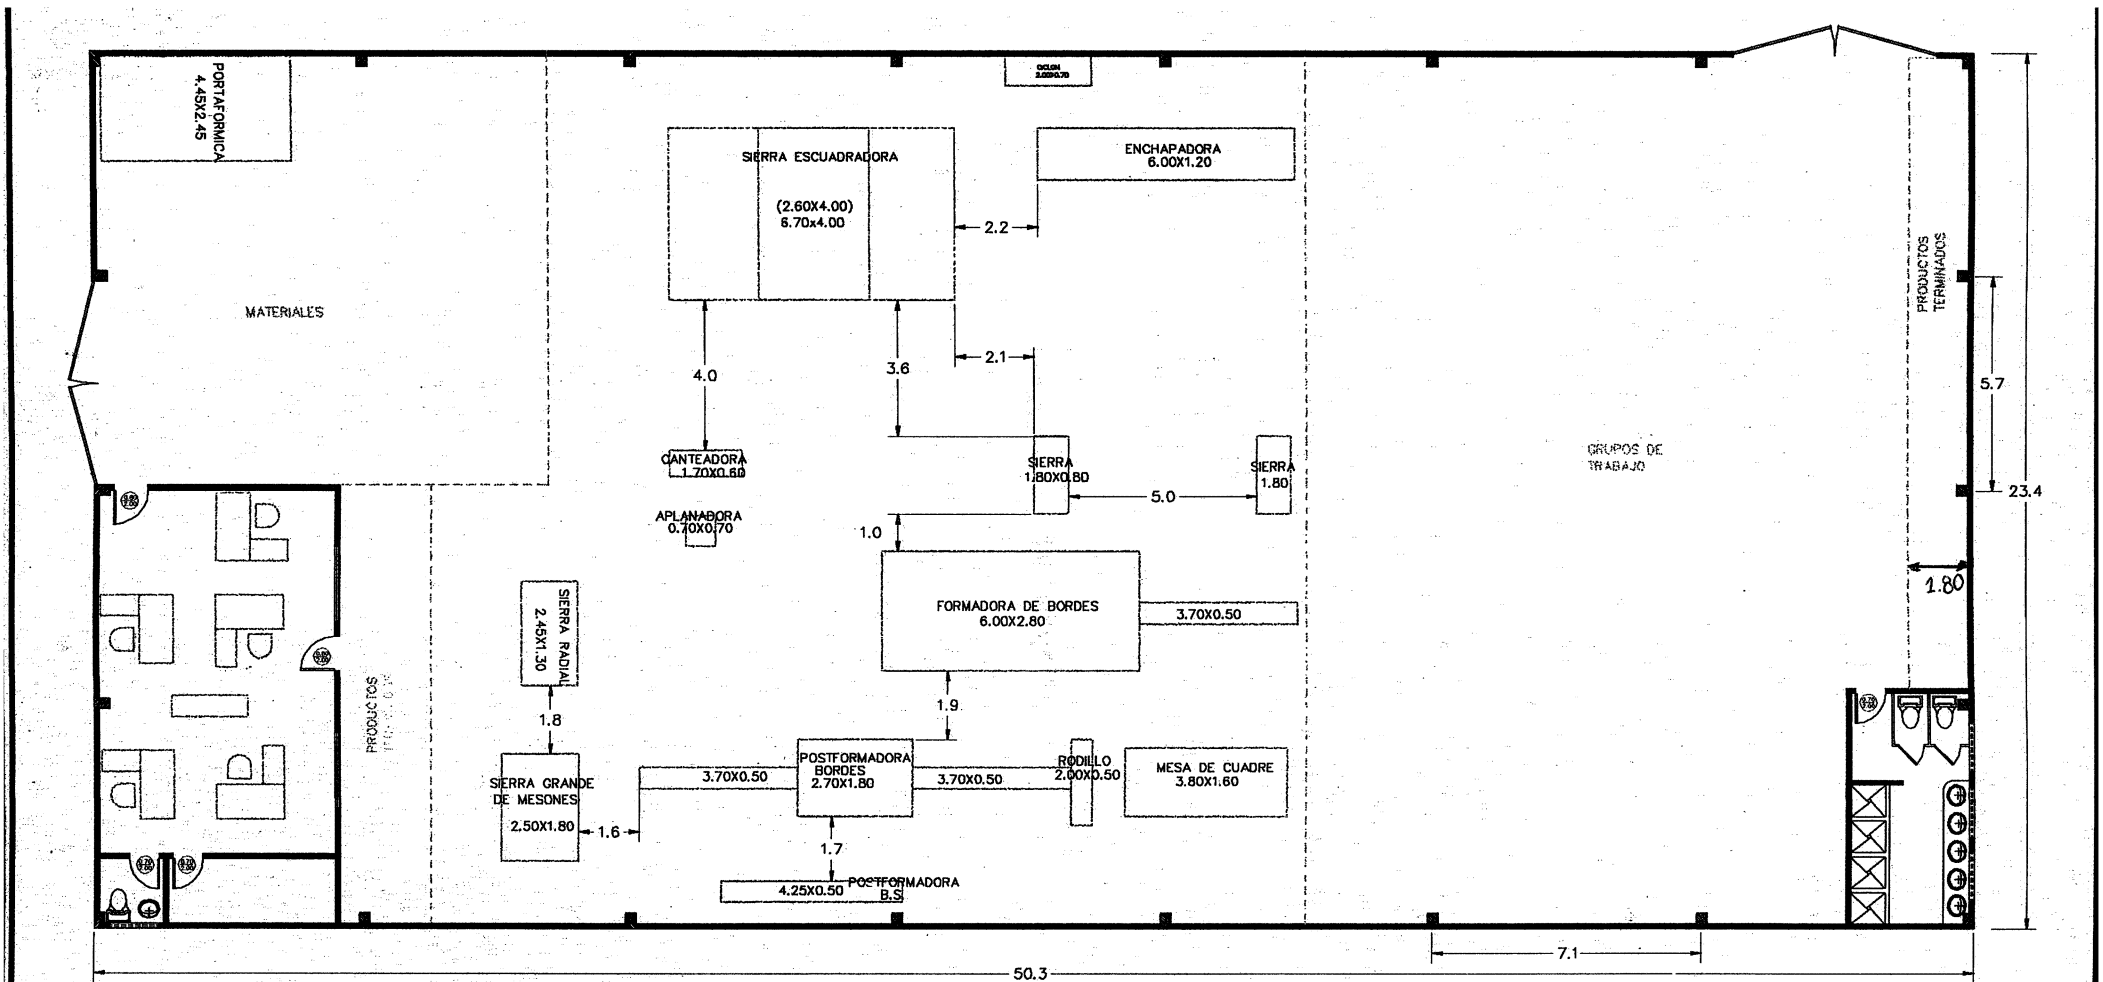 PORTAFORMICA
4.45X2.45
CICLON
2.00X0.70
SIERRA ESCUADRADORA
(2.60X4.00)
6.70x4.00
ENCHAPADORA
6.00X1.20
2.2
MATERIALES
PRODUCTOS
TERMINADOS
2.1
4.0
3.6
5.7
CANTEADORA
1.70X0.60
SIERRA
1.80X0.80
SIERRA
1.80
5.0
GRUPOS DE
TRABAJO
23.4
APLANADORA
0.70X0.70
1.0
1.80
SIERRA RADIAL
2.45X1.30
FORMADORA DE BORDES
6.00X2.80
3.70X0.50
PRODUCTOS
1.8
1.9
SIERRA GRANDE
DE MESONES
2.50X1.80
3.70X0.50
POSTFORMADORA
BORDES
2.70X1.80
3.70X0.50
RODILLO
2.00X0.50
MESA DE CUADRE
3.80X1.60
1.6
1.7
4.25X0.50
POSTFORMADORA
B.S.
7.1
50.3